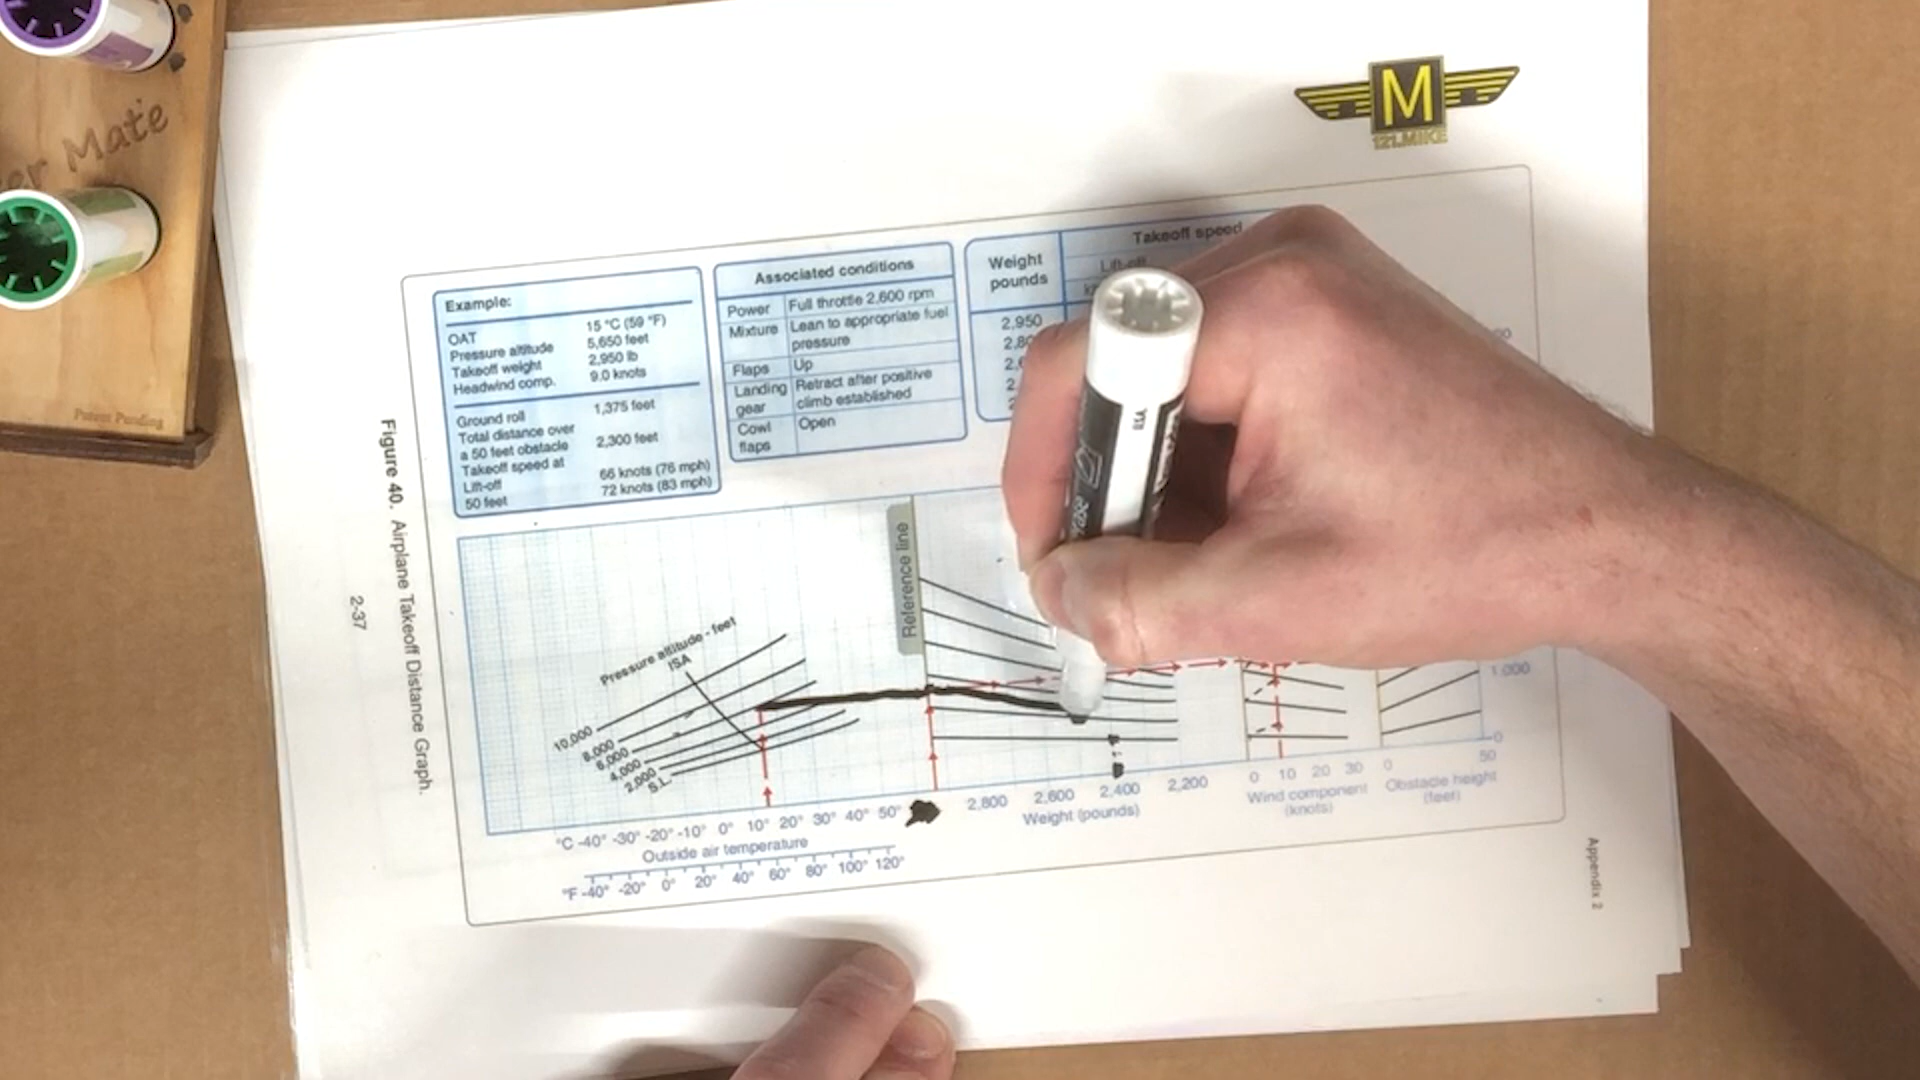 er Mate
Patent Pending
M
121.MIKE
Example:
OAT 15 °C (59 °F)
Pressure altitude 5,650 feet
Takeoff weight 2,950 lb
Headwind comp. 9.0 knots
Ground roll 1,375 feet
Total distance over
a 50 feet obstacle 2,300 feet
Takeoff speed at
Lift-off 66 knots (76 mph)
50 feet 72 knots (83 mph)
Associated conditions
Power Full throttle 2,600 rpm
Mixture Lean to appropriate fuel
pressure
Flaps Up
Landing Retract after positive
gear climb established
Cowl Open
flaps
Weight
pounds
Takeoff speed
Lift-off
2,950
Reference line
Pressure altitude - feet
ISA
10,000
8,000
6,000
4,000
2,000
S.L.
1,000
0
°C -40° -30° -20° -10° 0° 10° 20° 30° 40° 50°
Outside air temperature
°F -40° -20° 0° 20° 40° 60° 80° 100° 120°
2,800 2,600 2,400 2,200
Weight (pounds)
0 10 20 30
Wind component
(knots)
0 50
Obstacle height
(feet)
Figure 40. Airplane Takeoff Distance Graph.
2-37
Appendix 2